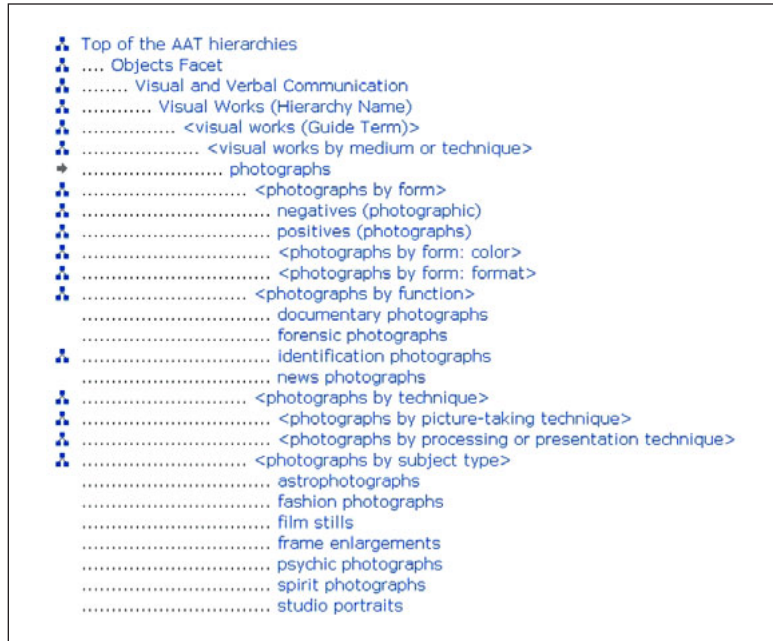 Top of the AAT hierarchies
.... Objects Facet
........ Visual and Verbal Communication
............ Visual Works (Hierarchy Name)
................ <visual works (Guide Term)>
.................... <visual works by medium or technique>
........................ photographs
............................ <photographs by form>
................................ negatives (photographic)
................................ positives (photographs)
................................ <photographs by form: color>
................................ <photographs by form: format>
............................ <photographs by function>
................................ documentary photographs
................................ forensic photographs
................................ identification photographs
................................ news photographs
............................ <photographs by technique>
................................ <photographs by picture-taking technique>
................................ <photographs by processing or presentation technique>
............................ <photographs by subject type>
................................ astrophotographs
................................ fashion photographs
................................ film stills
................................ frame enlargements
................................ psychic photographs
................................ spirit photographs
................................ studio portraits